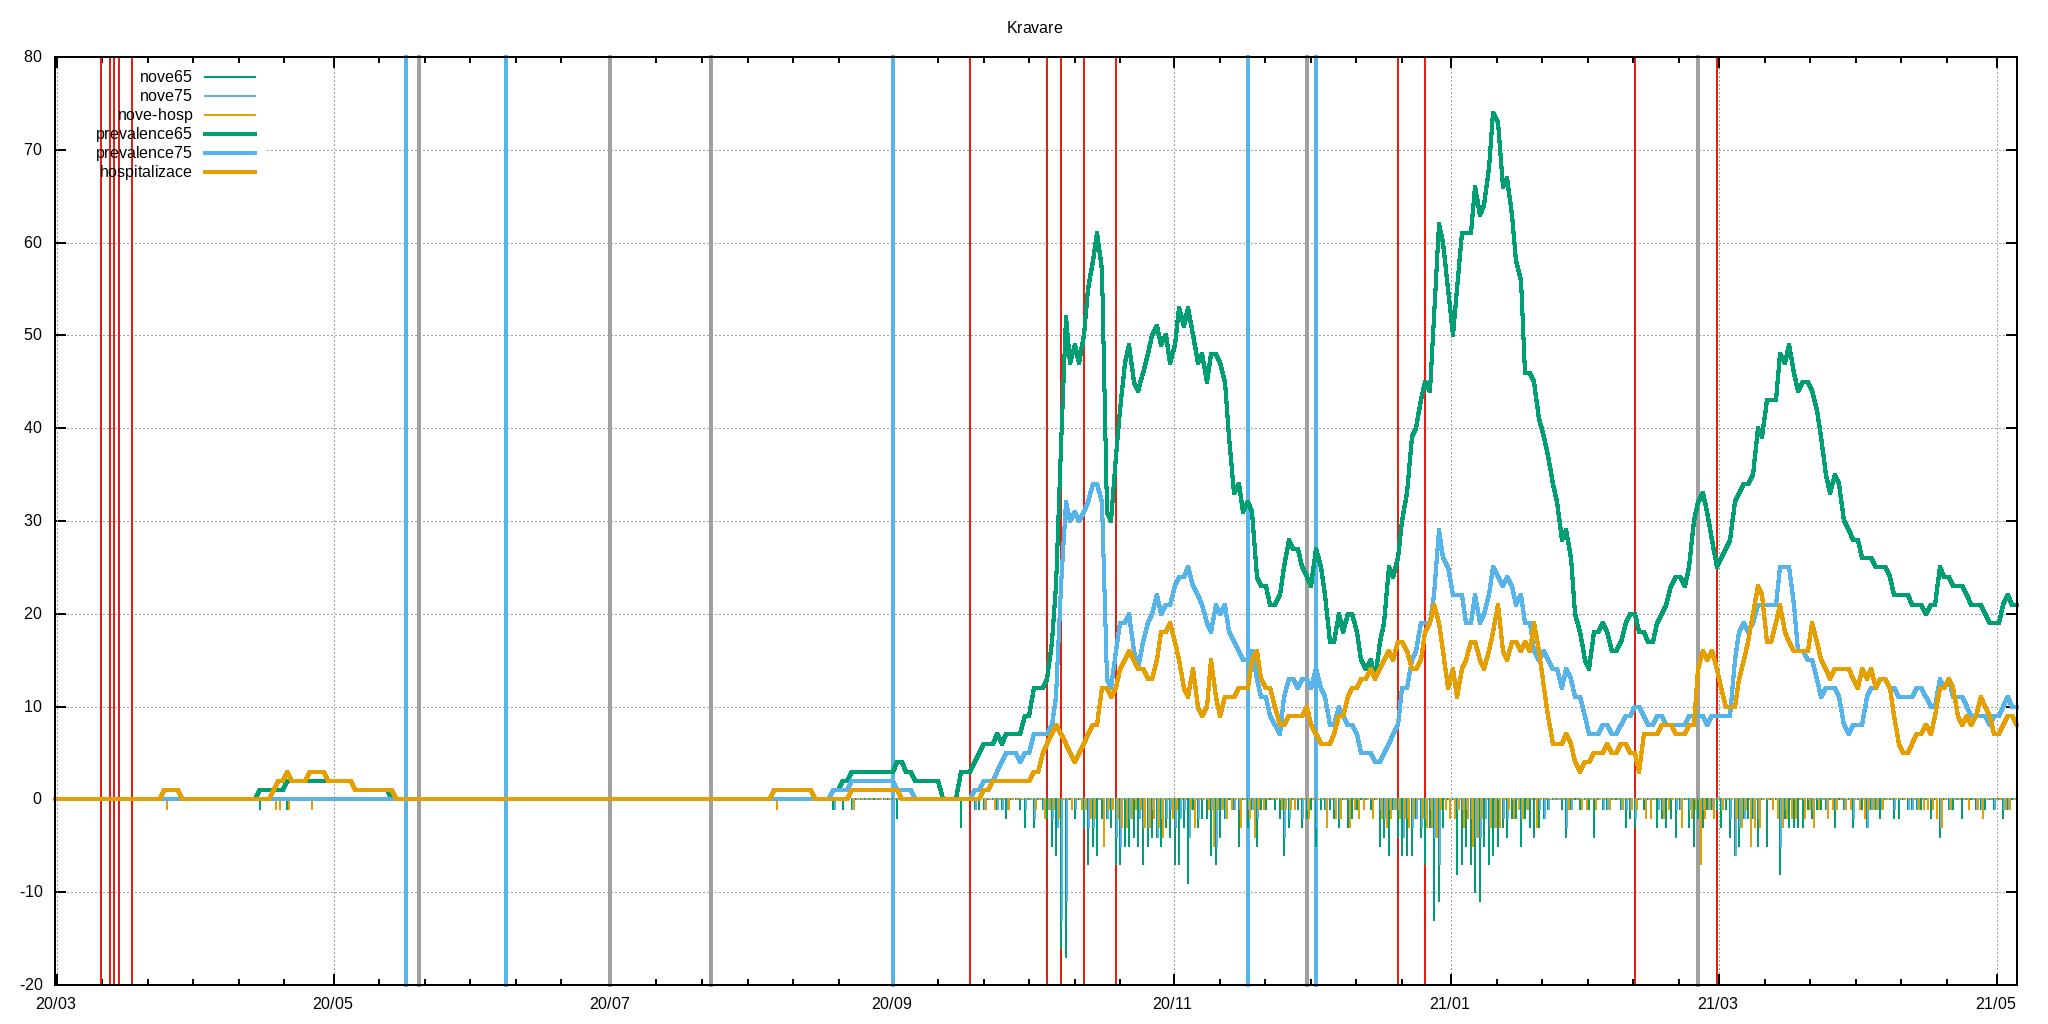 Kravare
80
70
60
50
40
30
20
10
0
-10
-20
nove65
nove75
nove-hosp
prevalence65
prevalence75
hospitalizace
20/03 20/05 20/07 20/09 20/11 21/01 21/03 21/05